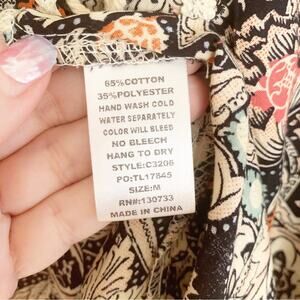 65% COTTON
35% POLYESTER
HAND WASH COLD
WATER SEPARATELY
COLOR WILL BLEED
NO BLEECH
HANG TO DRY
STYLE:C3206
PO:TL17845
SIZE:M
RN#:130733
MADE IN CHINA